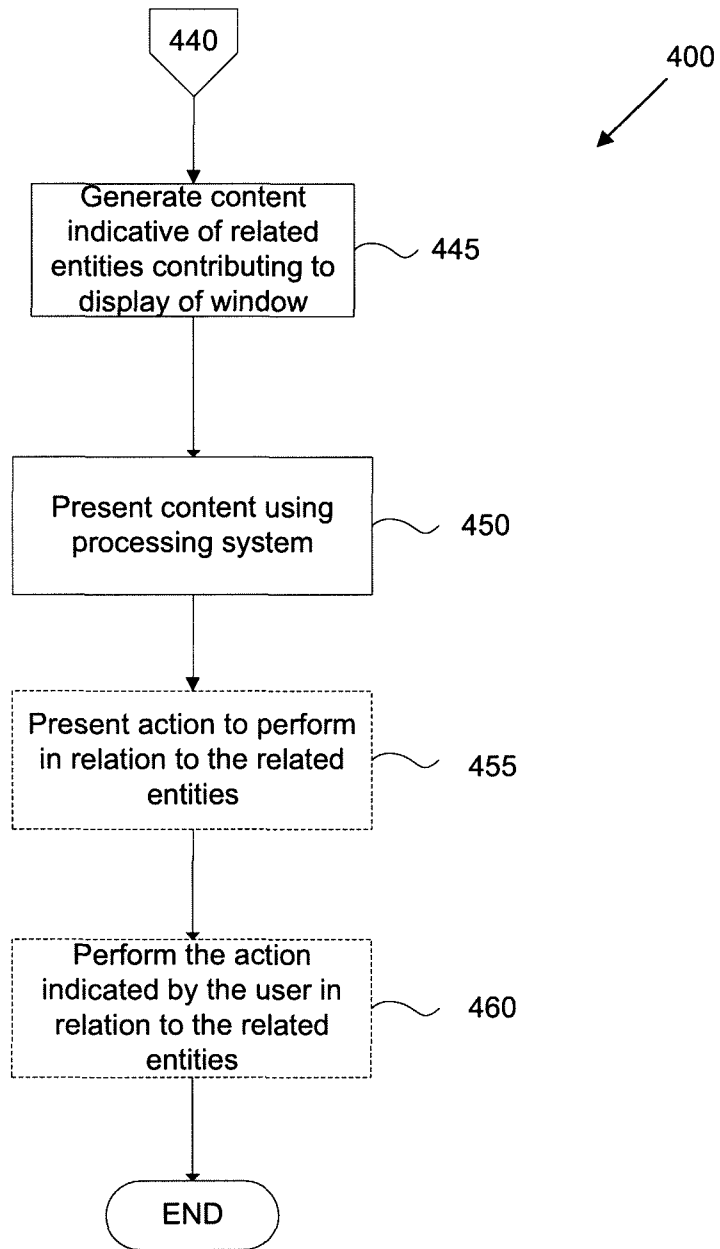 440
400
Generate content
indicative of related
entities contributing to
display of window
445
Present content using
processing system
450
Present action to perform
in relation to the related
entities
455
Perform the action
indicated by the user in
relation to the related
entities
460
END